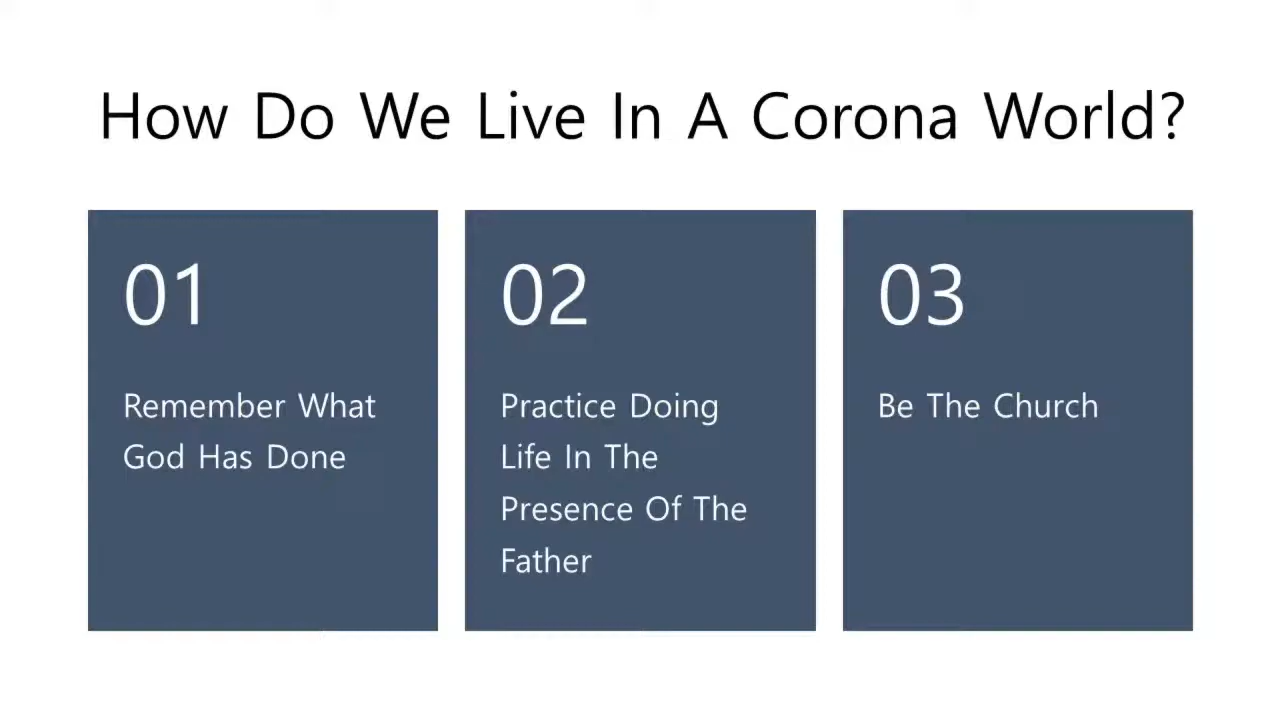 How Do We Live In A Corona World?
01
Remember What
God Has Done
02
Practice Doing
Life In The
Presence Of The
Father
03
Be The Church